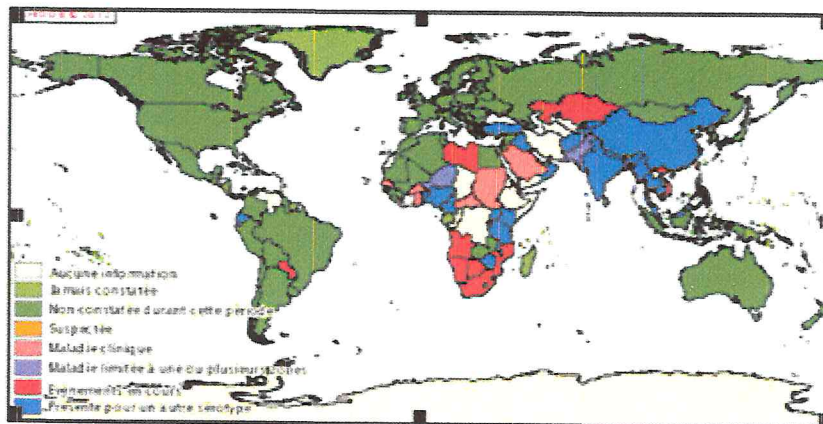 Aucune information
Jamais constatée
Non constatée durant cette période
Suspectée
Maladie clinique
Maladie limitée à une ou plusieurs zones
Evénements en cours
Présente pour un autre sérotype